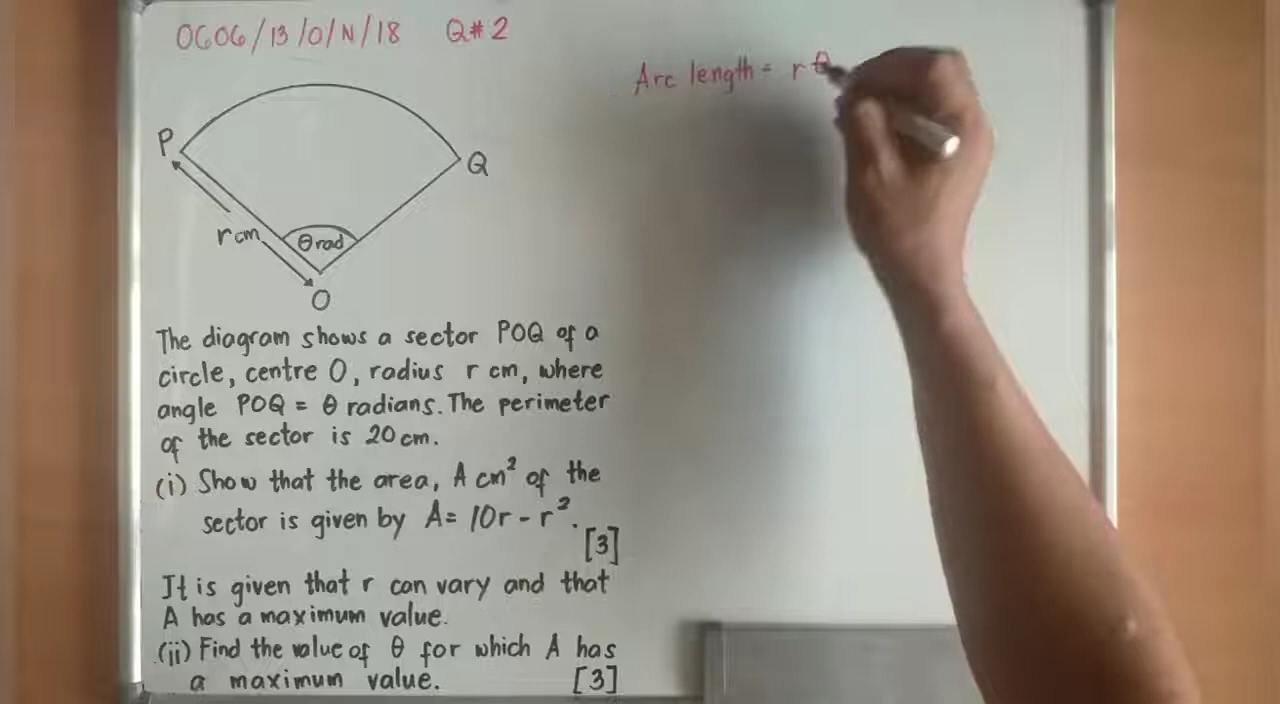 0606/13/O/N/18 Q#2
Arc length = rθ
P
Q
r cm
θ rad
O
The diagram shows a sector POQ of a
circle, centre O, radius r cm, where
angle POQ = θ radians. The perimeter
of the sector is 20 cm.
(i) Show that the area, A cm² of the
sector is given by A = 10r - r².
[3]
It is given that r can vary and that
A has a maximum value.
(ii) Find the value of θ for which A has
a maximum value. [3]